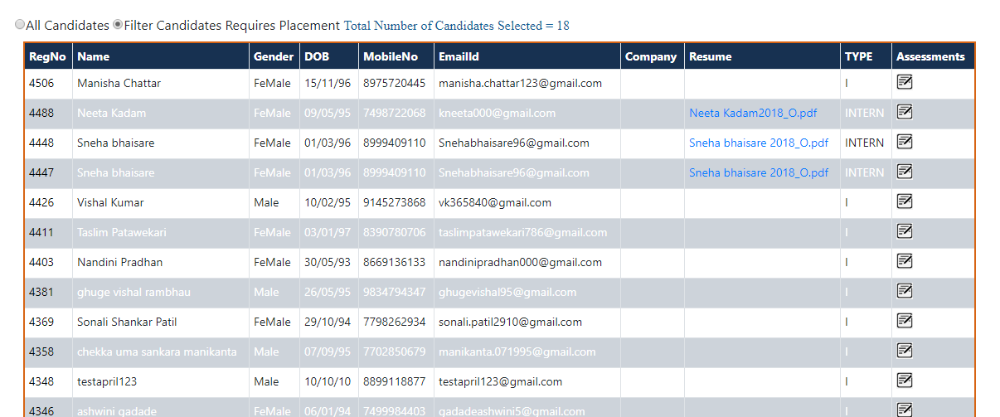 All Candidates Filter Candidates Requires Placement Total Number of Candidates Selected = 18
RegNo Name Gender DOB MobileNo EmailId Company Resume TYPE Assessments
4506 Manisha Chattar FeMale 15/11/96 8975720445 manisha.chattar123@gmail.com I
4488 Neeta Kadam FeMale 09/05/95 7498722068 kneeta000@gmail.com Neeta Kadam2018_O.pdf INTERN
4448 Sneha bhaisare FeMale 01/03/96 8999409110 Snehabhaisare96@gmail.com Sneha bhaisare 2018_O.pdf INTERN
4447 Sneha bhaisare FeMale 01/03/96 8999409110 Snehabhaisare96@gmail.com Sneha bhaisare 2018_O.pdf INTERN
4426 Vishal Kumar Male 10/02/95 9145273868 vk365840@gmail.com I
4411 Taslim Patawekari FeMale 03/01/97 8390780706 taslimpatawekari786@gmail.com I
4403 Nandini Pradhan FeMale 30/05/93 8669136133 nandinipradhan000@gmail.com I
4381 ghuge vishal rambhau Male 26/05/95 9834794347 ghugevishal95@gmail.com I
4369 Sonali Shankar Patil FeMale 29/10/94 7798262934 sonali.patil2910@gmail.com I
4358 chekka uma sankara manikanta Male 07/09/95 7702850679 manikanta.071995@gmail.com I
4348 testapril123 Male 10/10/10 8899118877 testapril123@gmail.com I
4346 ashwini gadade FeMale 06/01/94 7499984403 gadadeashwini5@gmail.com I